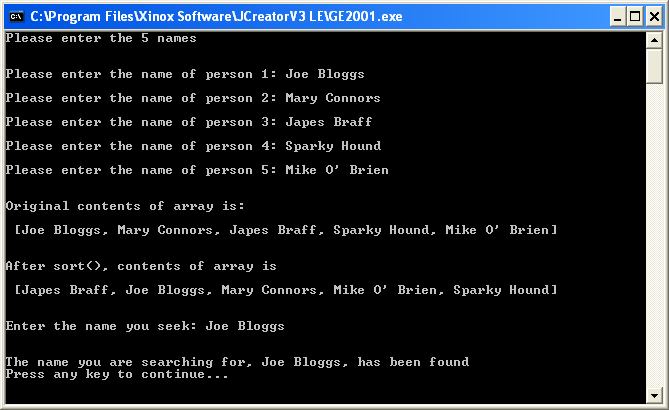 C:\Program Files\Xinox Software\JCreatorV3 LE\GE2001.exe
Please enter the 5 names
Please enter the name of person 1: Joe Bloggs
Please enter the name of person 2: Mary Connors
Please enter the name of person 3: Japes Braff
Please enter the name of person 4: Sparky Hound
Please enter the name of person 5: Mike O' Brien
Original contents of array is:
[Joe Bloggs, Mary Connors, Japes Braff, Sparky Hound, Mike O' Brien]
After sort(), contents of array is
[Japes Braff, Joe Bloggs, Mary Connors, Mike O' Brien, Sparky Hound]
Enter the name you seek: Joe Bloggs
The name you are searching for, Joe Bloggs, has been found
Press any key to continue...